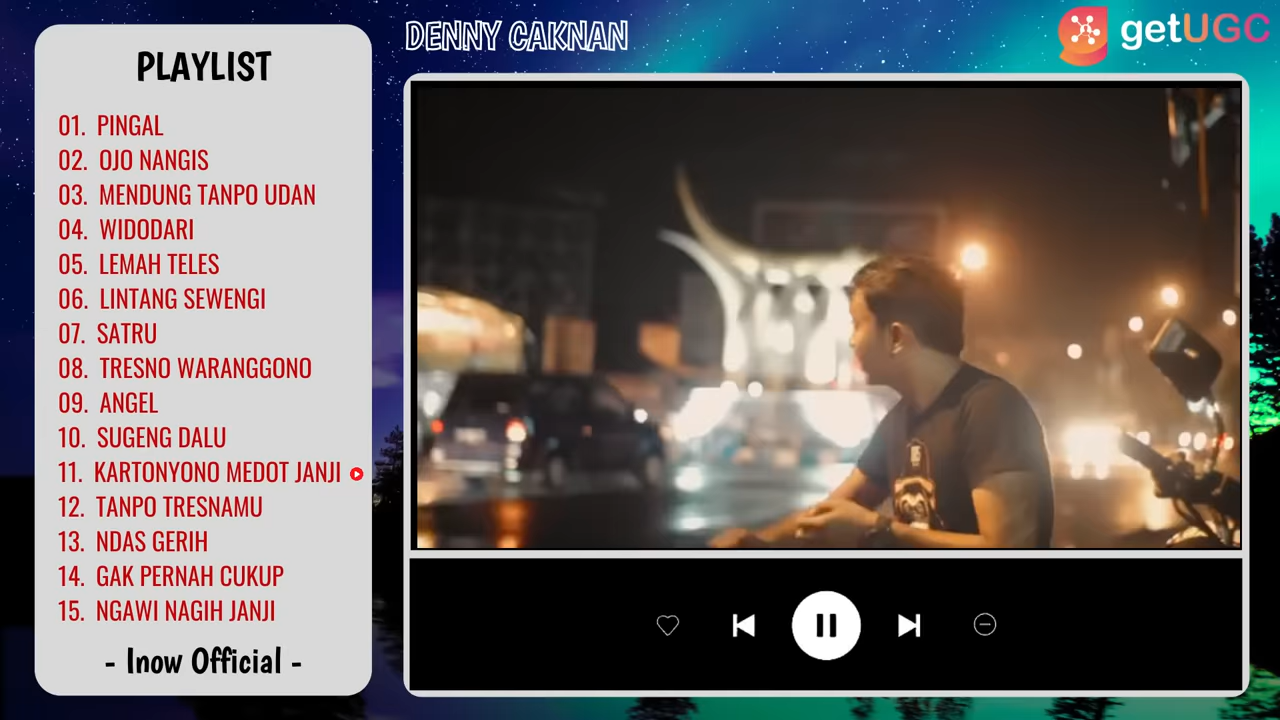 PLAYLIST
01. PINGAL
02. OJO NANGIS
03. MENDUNG TANPO UDAN
04. WIDODARI
05. LEMAH TELES
06. LINTANG SEWENGI
07. SATRU
08. TRESNO WARANGGONO
09. ANGEL
10. SUGENG DALU
11. KARTONYONO MEDOT JANJI
12. TANPO TRESNAMU
13. NDAS GERIH
14. GAK PERNAH CUKUP
15. NGAWI NAGIH JANJI
- Inow Official -
DENNY CAKNAN
getUGC